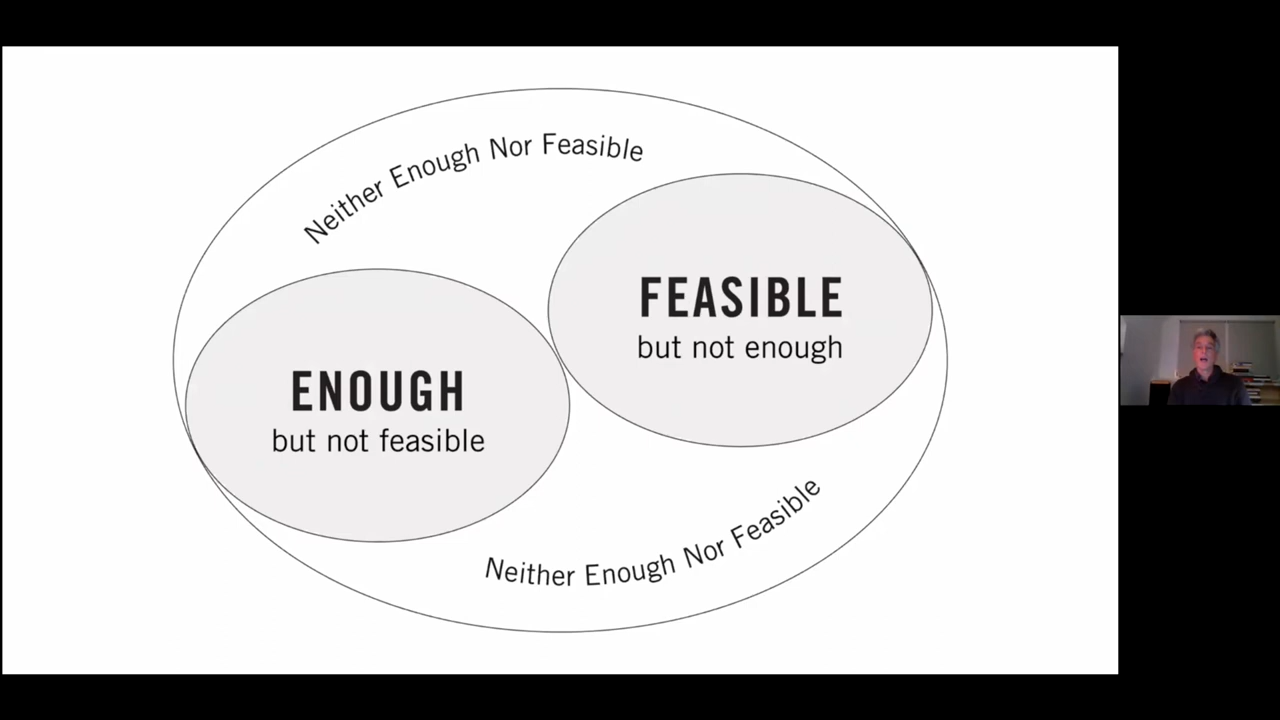 Neither Enough Nor Feasible
FEASIBLE
but not enough
ENOUGH
but not feasible
Neither Enough Nor Feasible